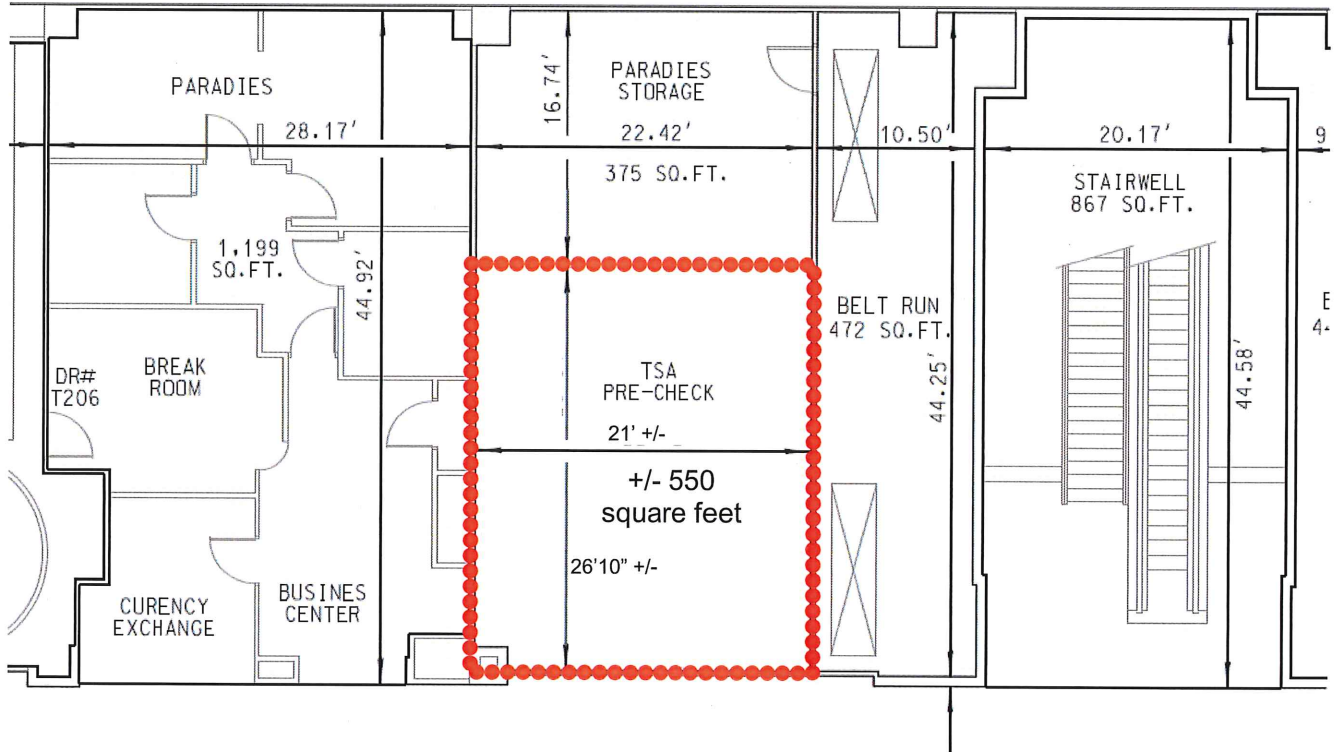 PARADIES
28.17'
16.74'
PARADIES
STORAGE
22.42'
375 SQ.FT.
10.50'
20.17'
9
STAIRWELL
867 SQ.FT.
1,199
SQ.FT.
44.92'
BELT RUN
472 SQ.FT.
44.25'
44.58'
DR#
T206
BREAK
ROOM
TSA
PRE-CHECK
21' +/-
+/- 550
square feet
26'10" +/-
CURENCY
EXCHANGE
BUSINES
CENTER